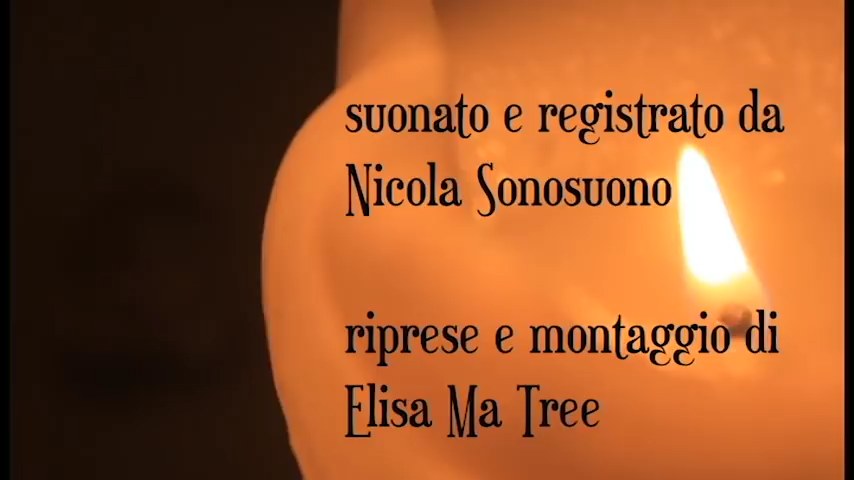 suonato e registrato da
Nicola Sonosuono
riprese e montaggio di
Elisa Ma Tree